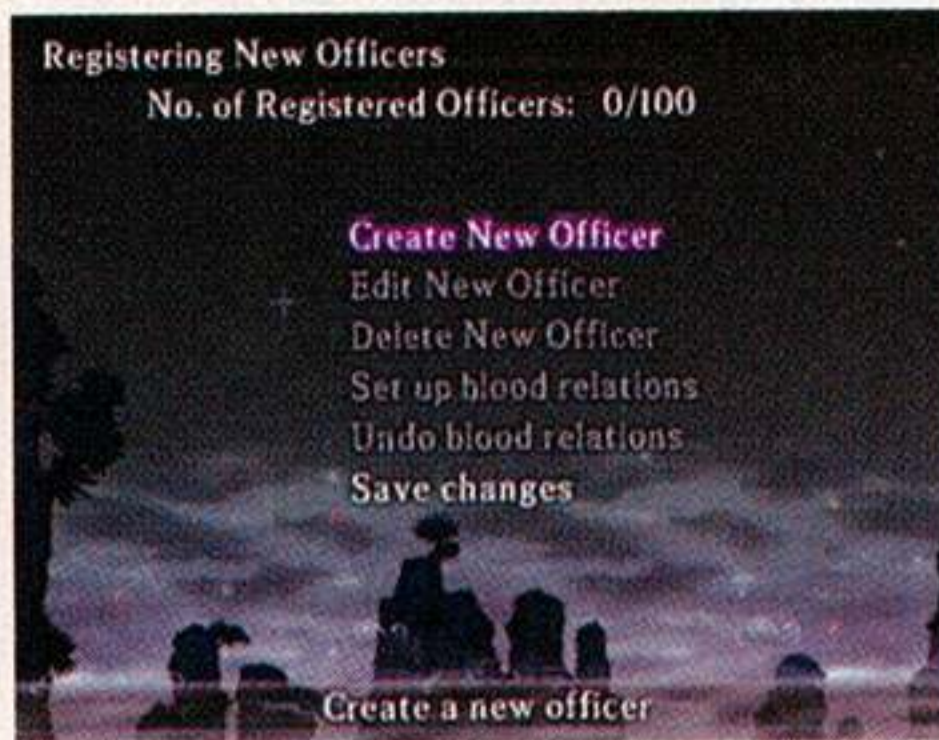 Registering New Officers
No. of Registered Officers: 0/100
Create New Officer
Edit New Officer
Delete New Officer
Set up blood relations
Undo blood relations
Save changes
Create a new officer